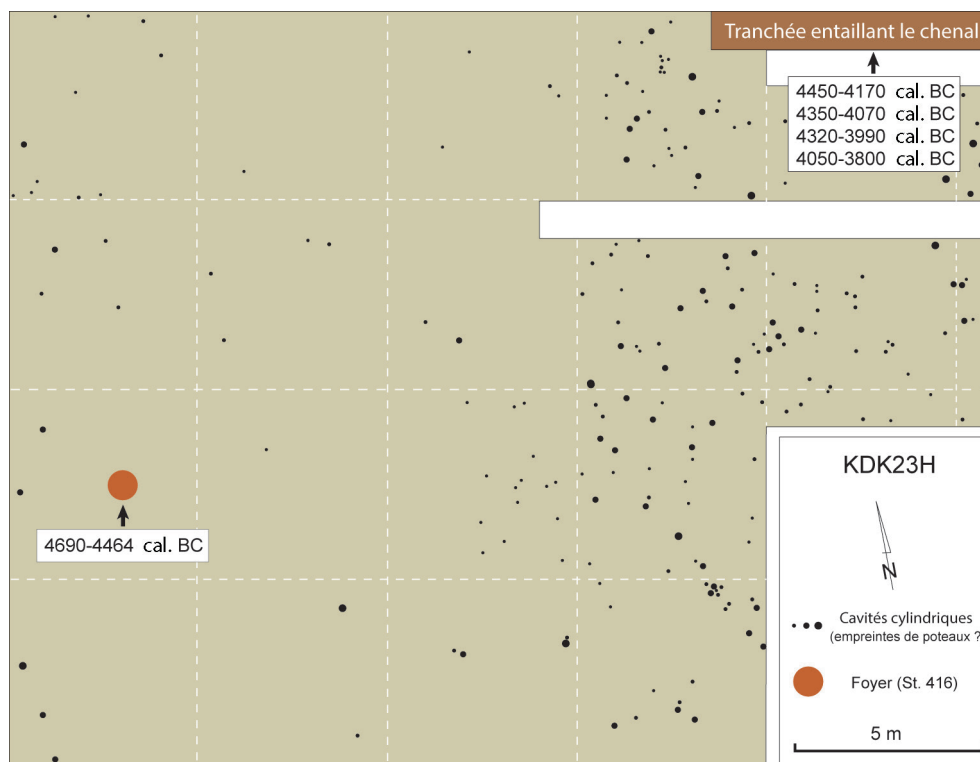 Tranchée entaillant le chenal
4450-4170 cal. BC
4350-4070 cal. BC
4320-3990 cal. BC
4050-3800 cal. BC
4690-4464 cal. BC
KDK23H
N
Cavités cylindriques
(empreintes de poteaux ?
Foyer (St. 416)
5 m